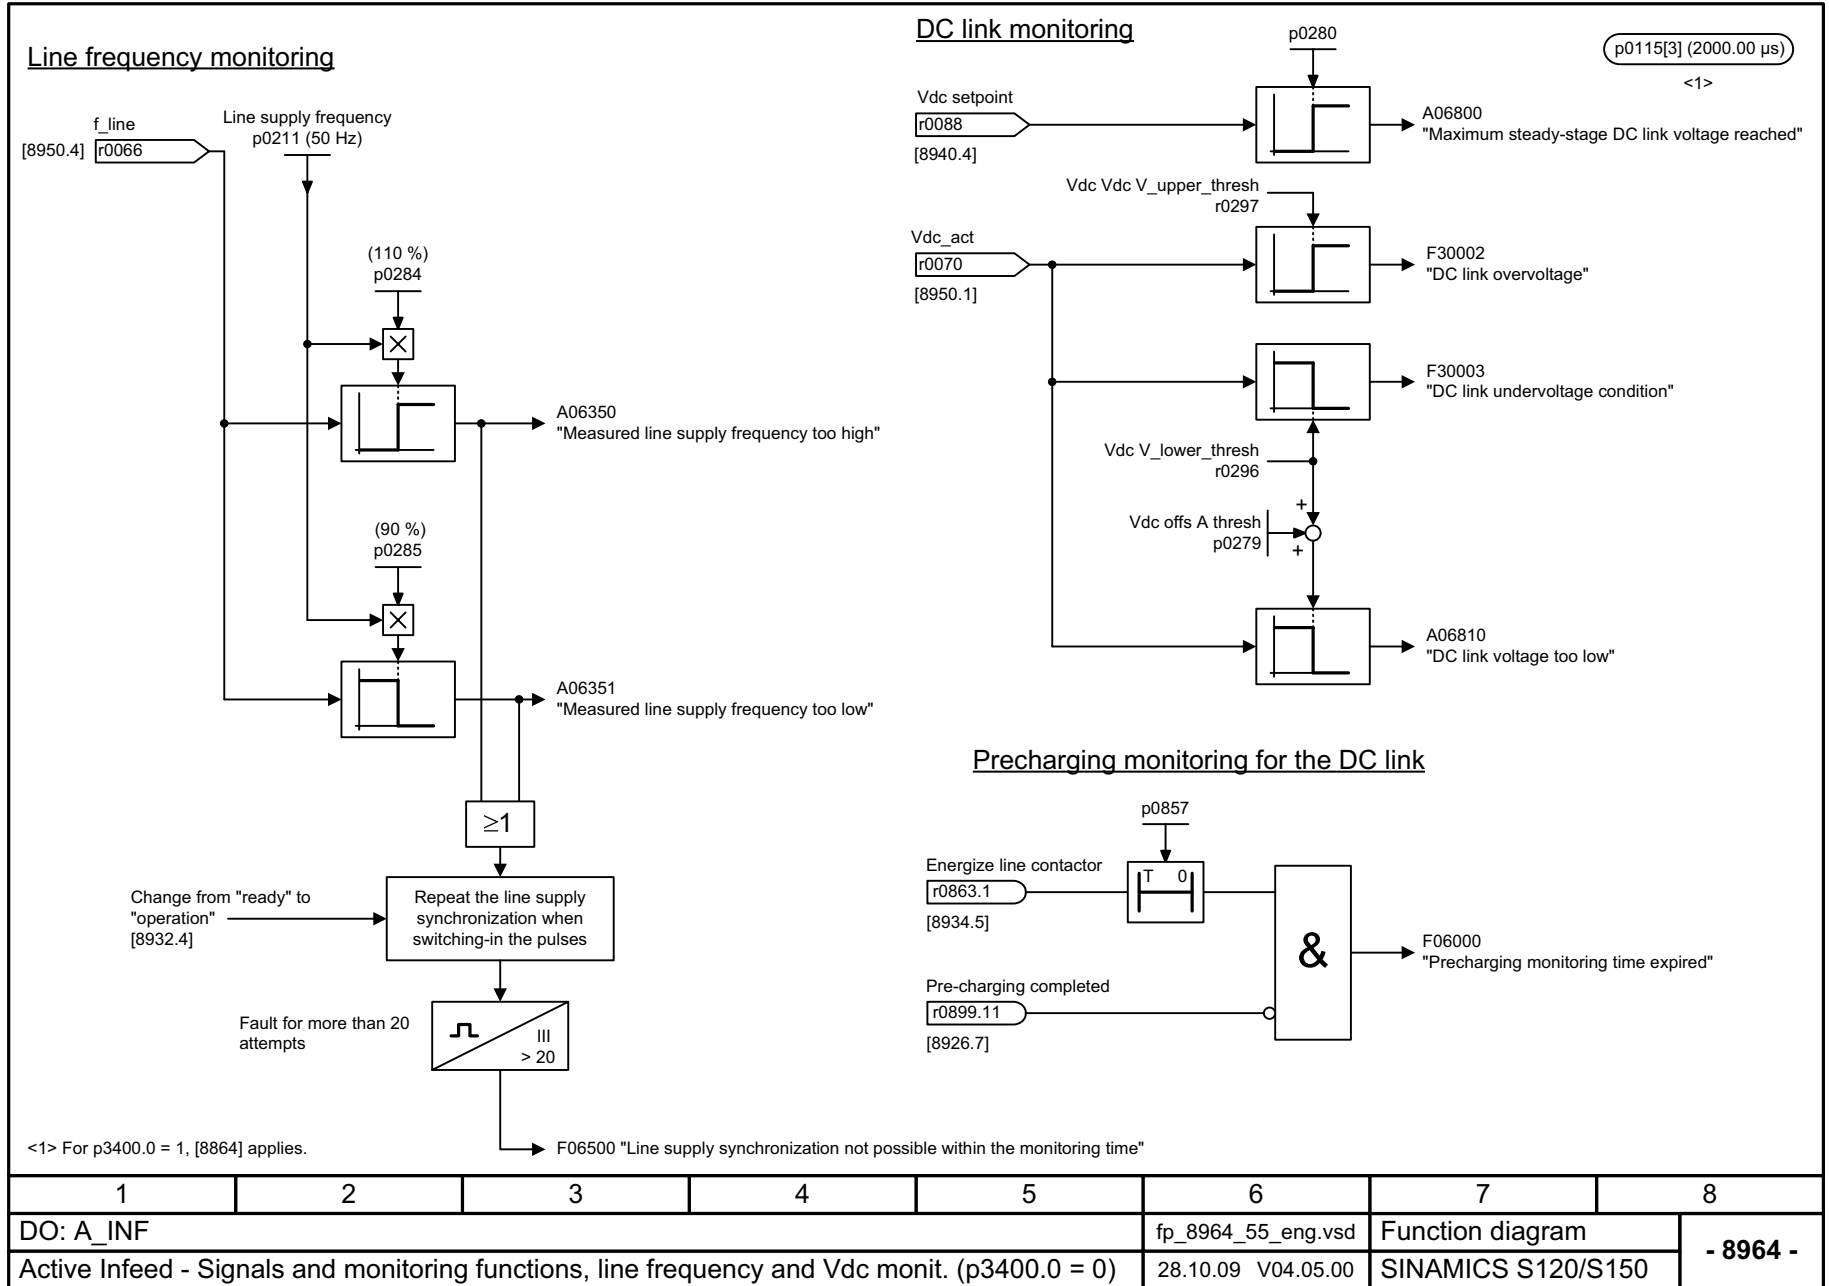 Line frequency monitoring
f_line
[8950.4]
r0066
Line supply frequency
p0211 (50 Hz)
(110 %)
p0284
A06350
"Measured line supply frequency too high"
(90 %)
p0285
A06351
"Measured line supply frequency too low"
≥1
Change from "ready" to
"operation"
[8932.4]
Repeat the line supply
synchronization when
switching-in the pulses
Fault for more than 20
attempts
III
> 20
F06500 "Line supply synchronization not possible within the monitoring time"
<1> For p3400.0 = 1, [8864] applies.
DC link monitoring
p0280
p0115[3] (2000.00 µs)
<1>
Vdc setpoint
r0088
[8940.4]
A06800
"Maximum steady-stage DC link voltage reached"
Vdc Vdc V_upper_thresh
r0297
Vdc_act
r0070
[8950.1]
F30002
"DC link overvoltage"
F30003
"DC link undervoltage condition"
Vdc V_lower_thresh
r0296
+
Vdc offs A thresh
p0279
+
A06810
"DC link voltage too low"
Precharging monitoring for the DC link
p0857
Energize line contactor
r0863.1
[8934.5]
T 0
&
F06000
"Precharging monitoring time expired"
Pre-charging completed
r0899.11
[8926.7]
1 2 3 4 5 6 7 8
DO: A_INF
fp_8964_55_eng.vsd
Function diagram
- 8964 -
Active Infeed - Signals and monitoring functions, line frequency and Vdc monit. (p3400.0 = 0)
28.10.09 V04.05.00
SINAMICS S120/S150